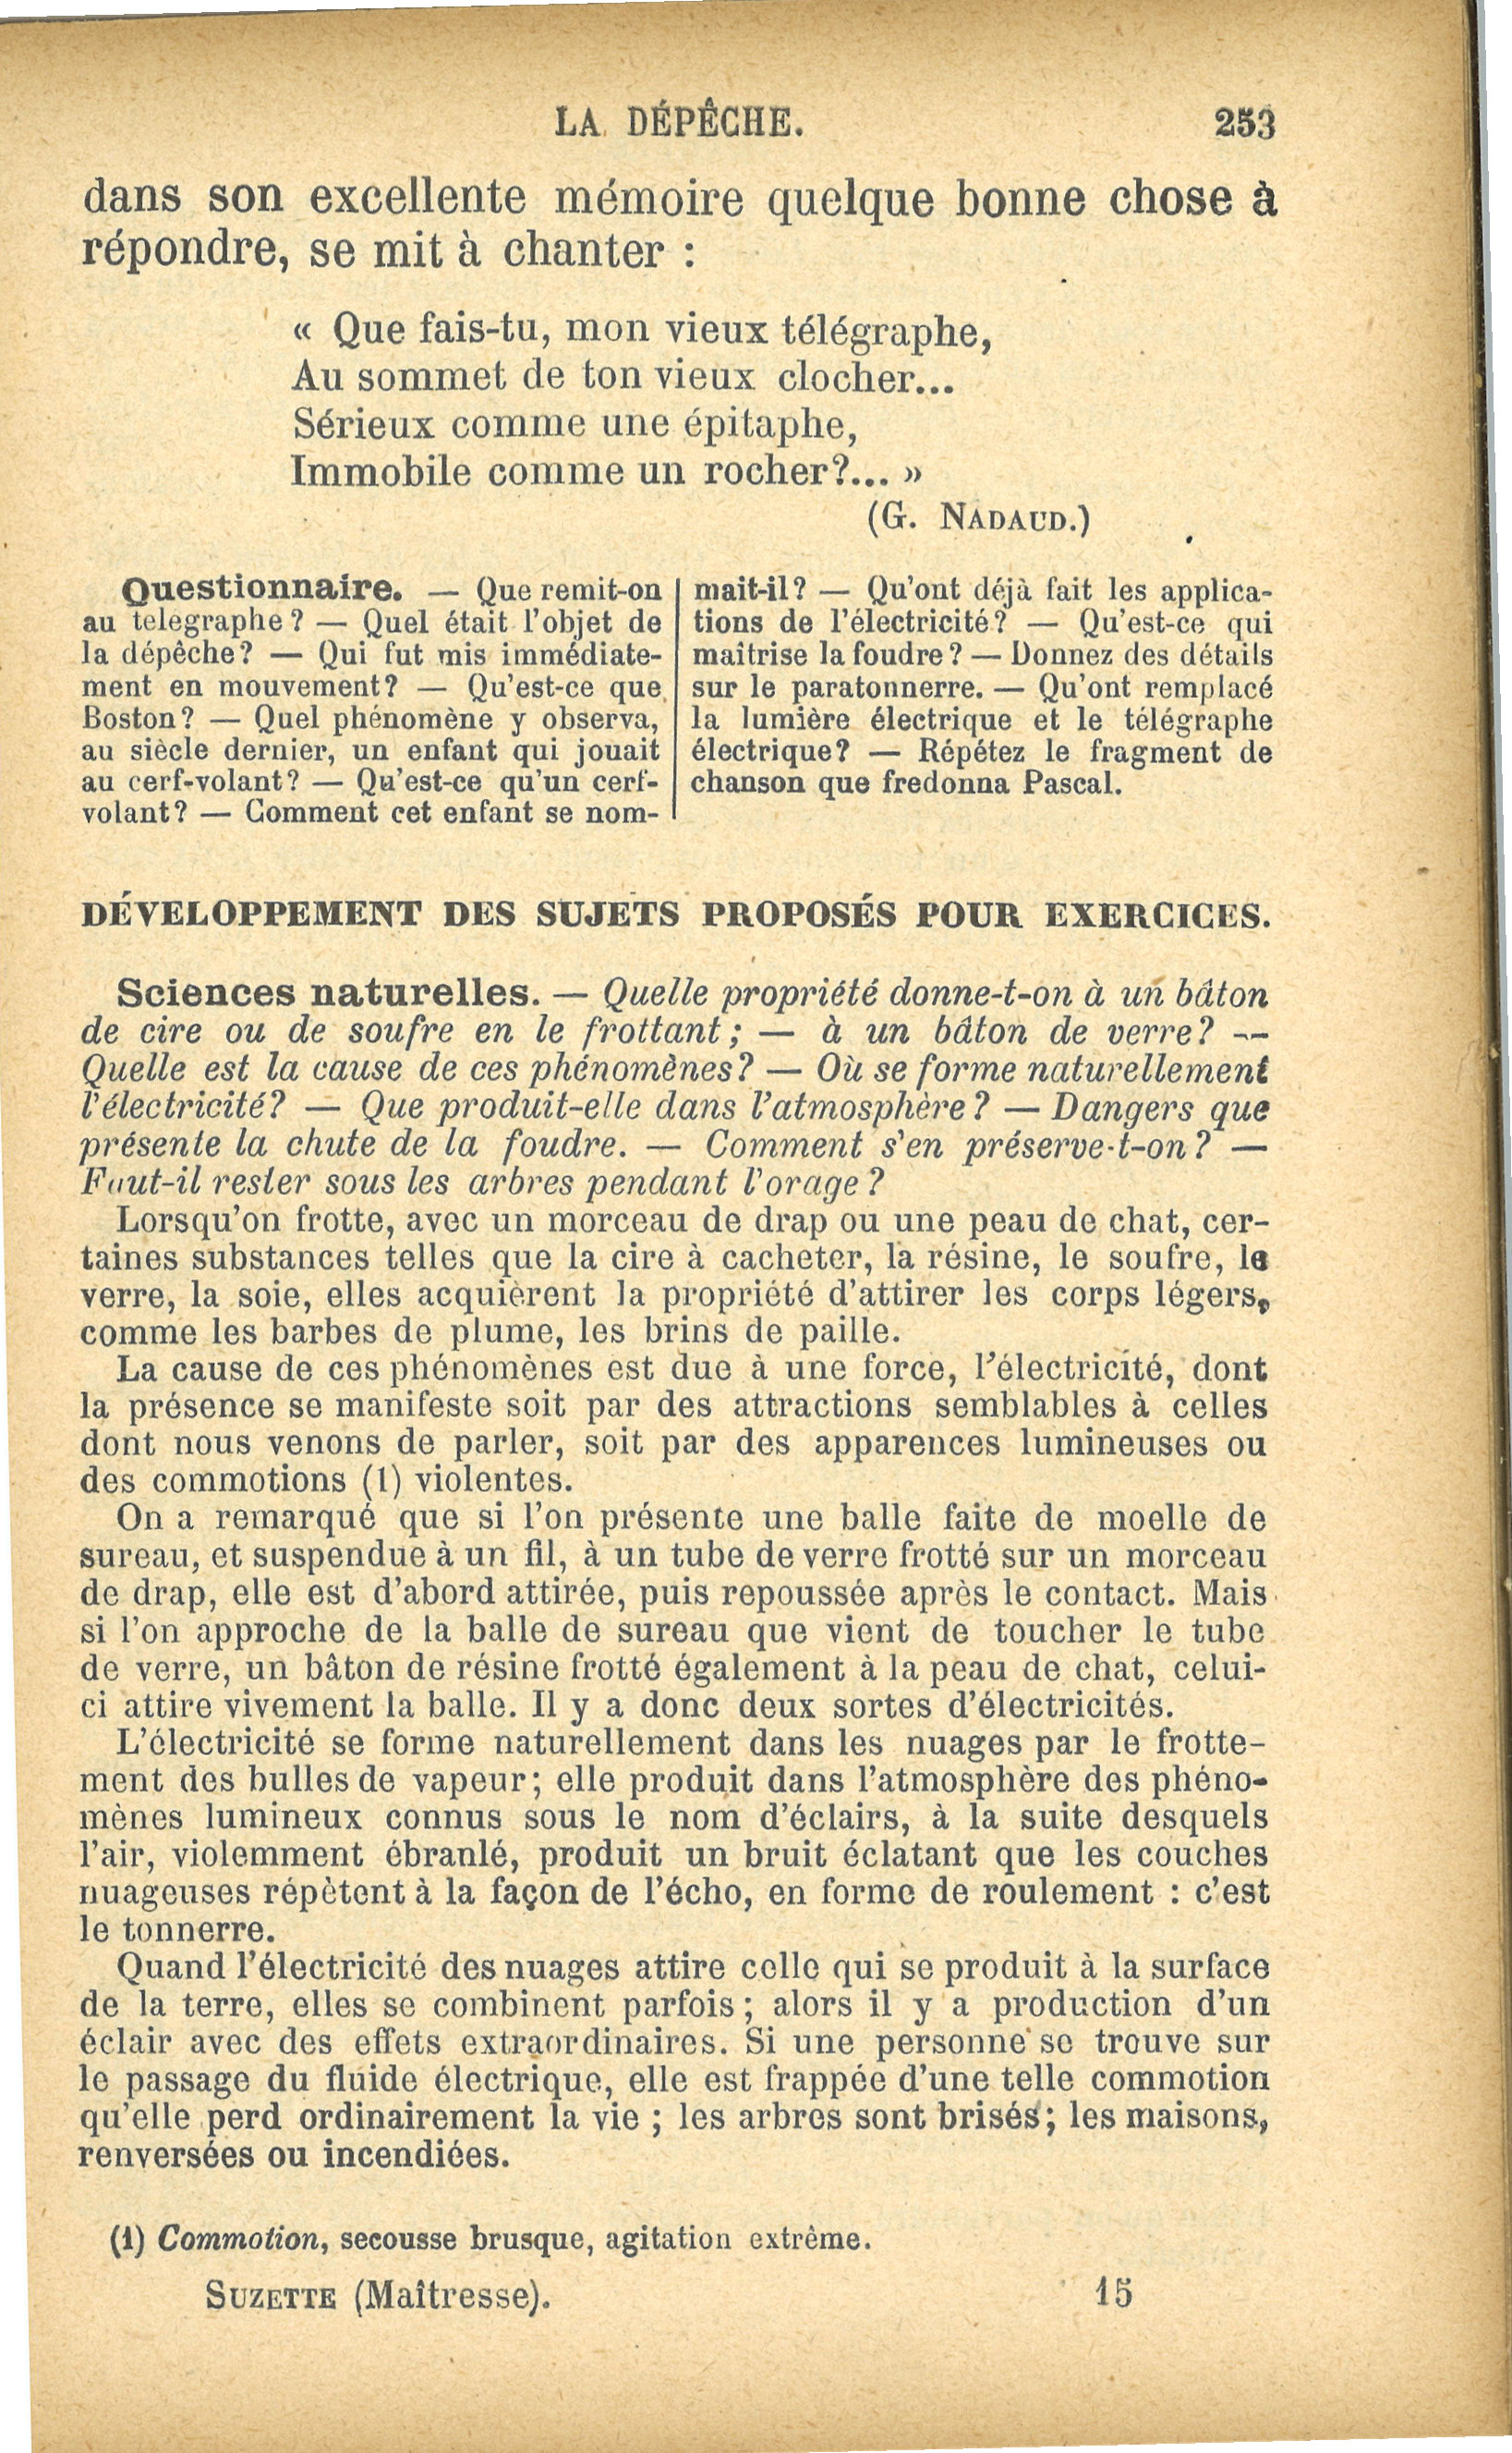 LA DÉPÊCHE. 253
dans son excellente mémoire quelque bonne chose à
répondre, se mit à chanter :
« Que fais-tu, mon vieux télégraphe,
Au sommet de ton vieux clocher...
Sérieux comme une épitaphe,
Immobile comme un rocher?... »
(G. NADAUD.)
Questionnaire. — Que remit-on
au telegraphe? — Quel était l'objet de
la dépêche? — Qui fut mis immédiate-
ment en mouvement? — Qu'est-ce que
Boston? — Quel phénomène y observa,
au siècle dernier, un enfant qui jouait
au cerf-volant? — Qu'est-ce qu'un cerf-
volant? — Comment cet enfant se nom-
mait-il? — Qu'ont déjà fait les applica-
tions de l'électricité? — Qu'est-ce qui
maîtrise la foudre? — Donnez des détails
sur le paratonnerre. — Qu'ont remplacé
la lumière électrique et le télégraphe
électrique? — Répétez le fragment de
chanson que fredonna Pascal.
DÉVELOPPEMENT DES SUJETS PROPOSÉS POUR EXERCICES.
Sciences naturelles. — Quelle propriété donne-t-on à un bâton
de cire ou de soufre en le frottant; — à un bâton de verre? —
Quelle est la cause de ces phénomènes? — Où se forme naturellement
l'électricité? — Que produit-elle dans l'atmosphère? — Dangers que
présente la chute de la foudre. — Comment s'en préserve-t-on? —
Faut-il rester sous les arbres pendant l'orage?
Lorsqu'on frotte, avec un morceau de drap ou une peau de chat, cer-
taines substances telles que la cire à cacheter, la résine, le soufre, le
verre, la soie, elles acquièrent la propriété d'attirer les corps légers,
comme les barbes de plume, les brins de paille.
La cause de ces phénomènes est due à une force, l'électricité, dont
la présence se manifeste soit par des attractions semblables à celles
dont nous venons de parler, soit par des apparences lumineuses ou
des commotions (1) violentes.
On a remarqué que si l'on présente une balle faite de moelle de
sureau, et suspendue à un fil, à un tube de verre frotté sur un morceau
de drap, elle est d'abord attirée, puis repoussée après le contact. Mais
si l'on approche de la balle de sureau que vient de toucher le tube
de verre, un bâton de résine frotté également à la peau de chat, celui-
ci attire vivement la balle. Il y a donc deux sortes d'électricités.
L'électricité se forme naturellement dans les nuages par le frotte-
ment des bulles de vapeur; elle produit dans l'atmosphère des phéno-
mènes lumineux connus sous le nom d'éclairs, à la suite desquels
l'air, violemment ébranlé, produit un bruit éclatant que les couches
nuageuses répètent à la façon de l'écho, en forme de roulement : c'est
le tonnerre.
Quand l'électricité des nuages attire celle qui se produit à la surface
de la terre, elles se combinent parfois; alors il y a production d'un
éclair avec des effets extraordinaires. Si une personne se trouve sur
le passage du fluide électrique, elle est frappée d'une telle commotion
qu'elle perd ordinairement la vie; les arbres sont brisés; les maisons,
renversées ou incendiées.
(1) Commotion, secousse brusque, agitation extrême.
SUZETTE (Maîtresse). 15